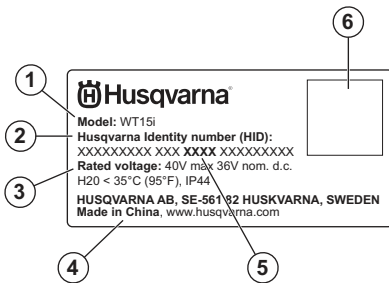 6
1
Husqvarna®
Model: WT15i
2
Husqvarna Identity number (HID):
XXXXXXXXX XXX XXXX XXXXXXXXX
3
Rated voltage: 40V max 36V nom. d.c.
H20 < 35°C (95°F), IP44
HUSQVARNA AB, SE-561 82 HUSKVARNA, SWEDEN
Made in China, www.husqvarna.com
4
5